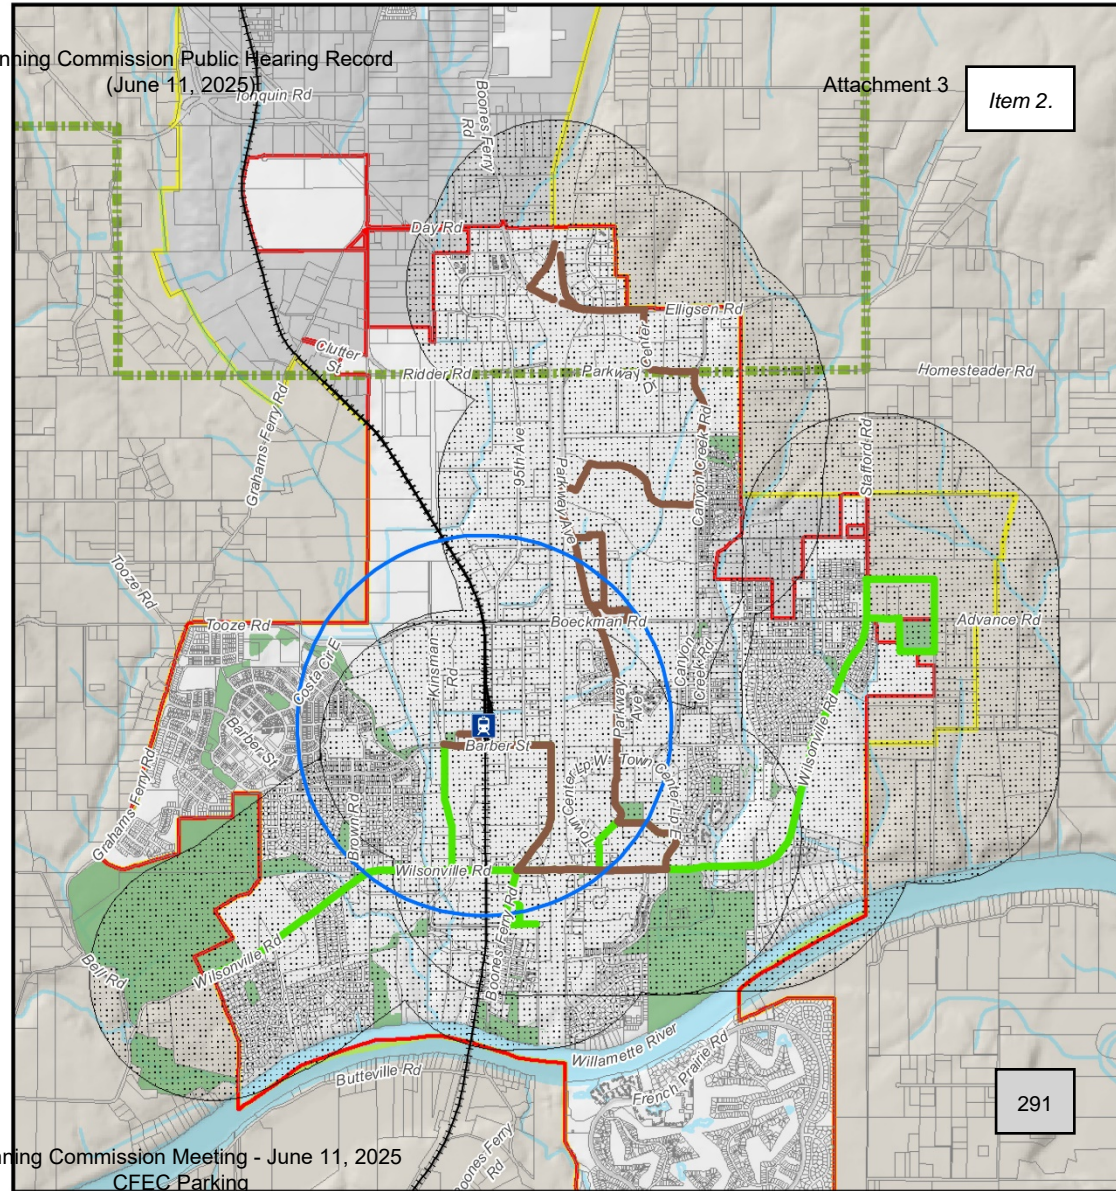 nning Commission Public Hearing Record
(June 11, 2025)
Attachment 3
Item 2.
Tonquin Rd
Boones Ferry
Rd
Day Rd
Elligsen Rd
Clutter
St
Ridder Rd
Parkway
Homesteader Rd
Grahams Ferry Rd
95th Ave
Parkway Ave
Canyon Creek Rd
Stafford Rd
Tooze Rd
Tooze Rd
Boeckman Rd
Advance Rd
Costa Cir E
Kinsman
Rd
Canyon
Creek Rd
Barber St
Parkway
Ave
Barber St
Town Center Lp W
Town Center Lp E
Wilsonville Rd
Grahams Ferry Rd
Brown Rd
Wilsonville Rd
Wilsonville Rd
Bell Rd
Boones Ferry Rd
Willamette River
Butteville Rd
French Prairie Rd
291
Boones Ferry
Rd
nning Commission Meeting - June 11, 2025
CFEC Parking